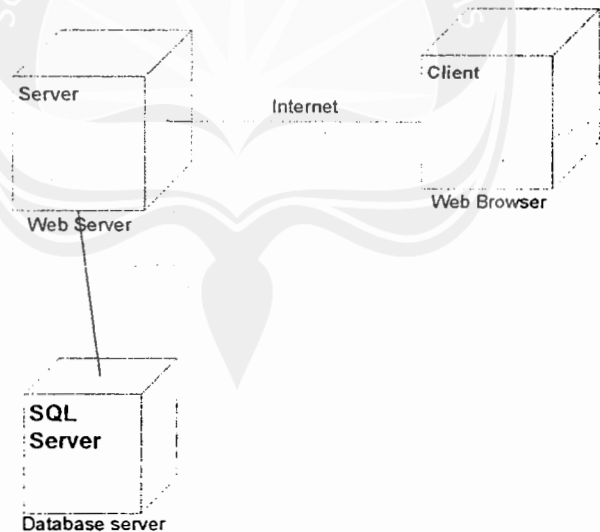 Server
Client
Internet
Web Browser
Web Server
SQL
Server
Database server